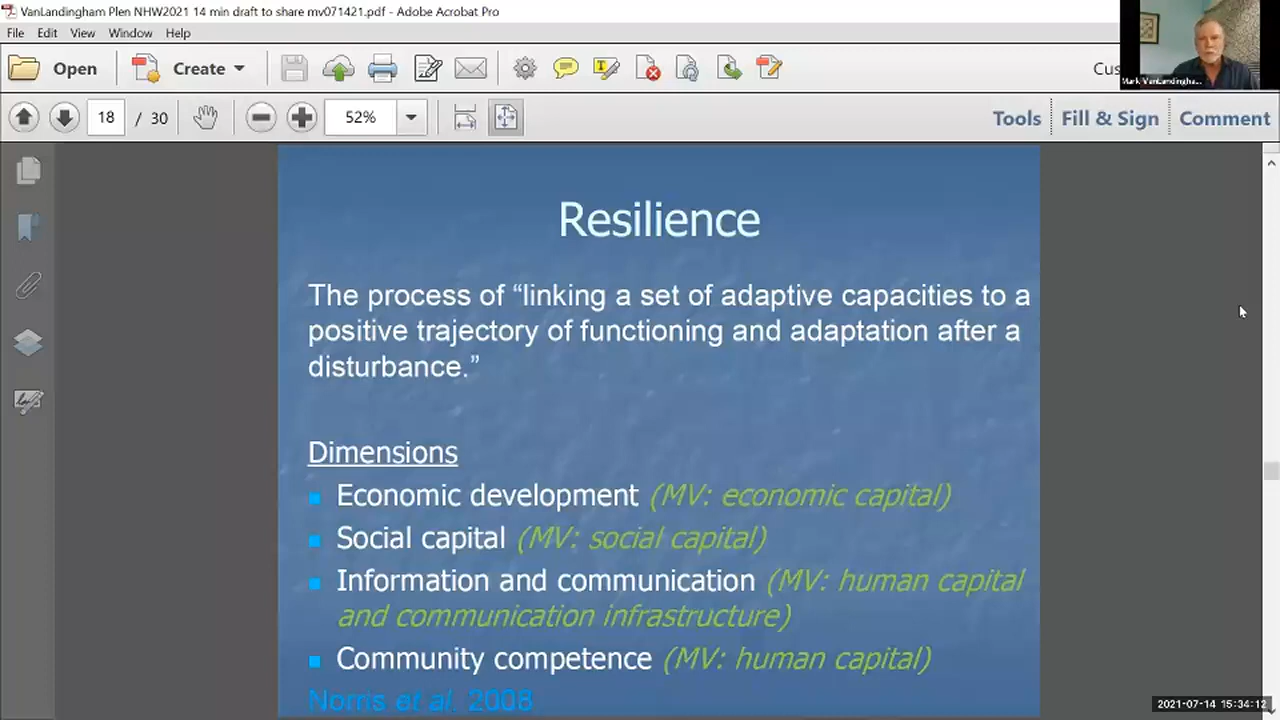 VanLandingham Plen NHW2021 14 min draft to share mv071421.pdf - Adobe Acrobat Pro
File Edit View Window Help
Open Create Cus
Mark VanLandingha...
18 / 30 52% Tools Fill & Sign Comment
Resilience
The process of “linking a set of adaptive capacities to a
positive trajectory of functioning and adaptation after a
disturbance.”
Dimensions
Economic development (MV: economic capital)
Social capital (MV: social capital)
Information and communication (MV: human capital
and communication infrastructure)
Community competence (MV: human capital)
Norris et al. 2008
2021-07-14 15:34:12